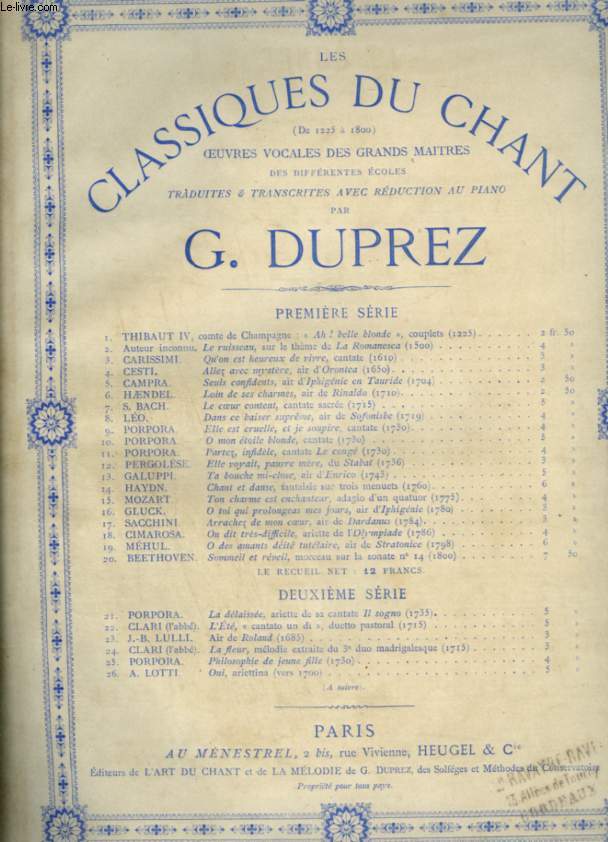 Le-livre.com
LES
CLASSIQUES DU CHANT
(De 1225 à 1800)
ŒUVRES VOCALES DES GRANDS MAITRES
DES DIFFÉRENTES ÉCOLES
TRADUITES & TRANSCRITES AVEC RÉDUCTION AU PIANO
PAR
G. DUPREZ
PREMIÈRE SÉRIE
1. THIBAUT IV, comte de Champagne : « Ah ! belle blonde », couplets (1225) 2 fr. 50
2. Auteur inconnu. Le ruisseau, sur le thème de La Romanesca (1500) 4 »
3. CARISSIMI. Qu'on est heureux de vivre, cantate (1610) 3 »
4. CESTI. Allez avec mystère, air d'Orontea (1650) 3 »
5. CAMPRA. Seuls confidents, air d'Iphigénie en Tauride (1704) 2 50
6. HÆNDEL. Loin de ses charmes, air de Rinaldo (1710) 2 50
7. S. BACH. Le cœur content, cantate sacrée (1715) 5 »
8. LÉO. Dans ce baiser suprême, air de Sofonisbe (1719) 4 »
9. PORPORA. Elle est cruelle, et je soupire, cantate (1730) 4 »
10. PORPORA. O mon étoile blonde, cantate (1730) 5 »
11. PORPORA. Partez, infidèle, cantate Le congé (1730) 4 »
12. PERGOLÈSE. Elle voyait, pauvre mère, du Stabat (1736) 3 »
13. GALUPPI. Ta bouche mi-close, air d'Enrico (1743) 5 »
14. HAYDN. Chant et danse, fantaisie sur trois menuets (1760) 6 »
15. MOZART. Ton charme est enchanteur, adagio d'un quatuor (1775) 4 »
16. GLUCK. O toi qui prolongeas mes jours, air d'Iphigénie (1780) 3 »
17. SACCHINI. Arrachez de mon cœur, air de Dardanus (1784) 3 »
18. CIMAROSA. On dit très-difficile, ariette de l'Olympiade (1786) 4 »
19. MÉHUL. O des amants déité tutélaire, air de Stratonice (1798) 6 »
20. BEETHOVEN. Sommeil et réveil, morceau sur la sonate nº 14 (1800) 7 50
LE RECUEIL NET : 12 FRANCS.
DEUXIÈME SÉRIE
21. PORPORA. La délaissée, ariette de sa cantate Il sogno (1735) 5 »
22. CLARI (l'abbé). L'Été, « cantato un di », duetto pastoral (1715) 5 »
23. J.-B. LULLI. Air de Roland (1685) 3 »
24. CLARI (l'abbé). La fleur, mélodie extraite du 3e duo madrigalesque (1715) 3 »
25. PORPORA. Philosophie de jeune fille (1730) 4 »
26. A. LOTTI. Oui, ariettina (vers 1700) 5 »
(A suivre).
PARIS
AU MÉNESTREL, 2 bis, rue Vivienne, HEUGEL & Cie
Éditeurs de L'ART DU CHANT et de LA MÉLODIE de G. DUPREZ, des Solfèges et Méthodes du Conservatoire
Propriété pour tous pays.
BORDEAUX